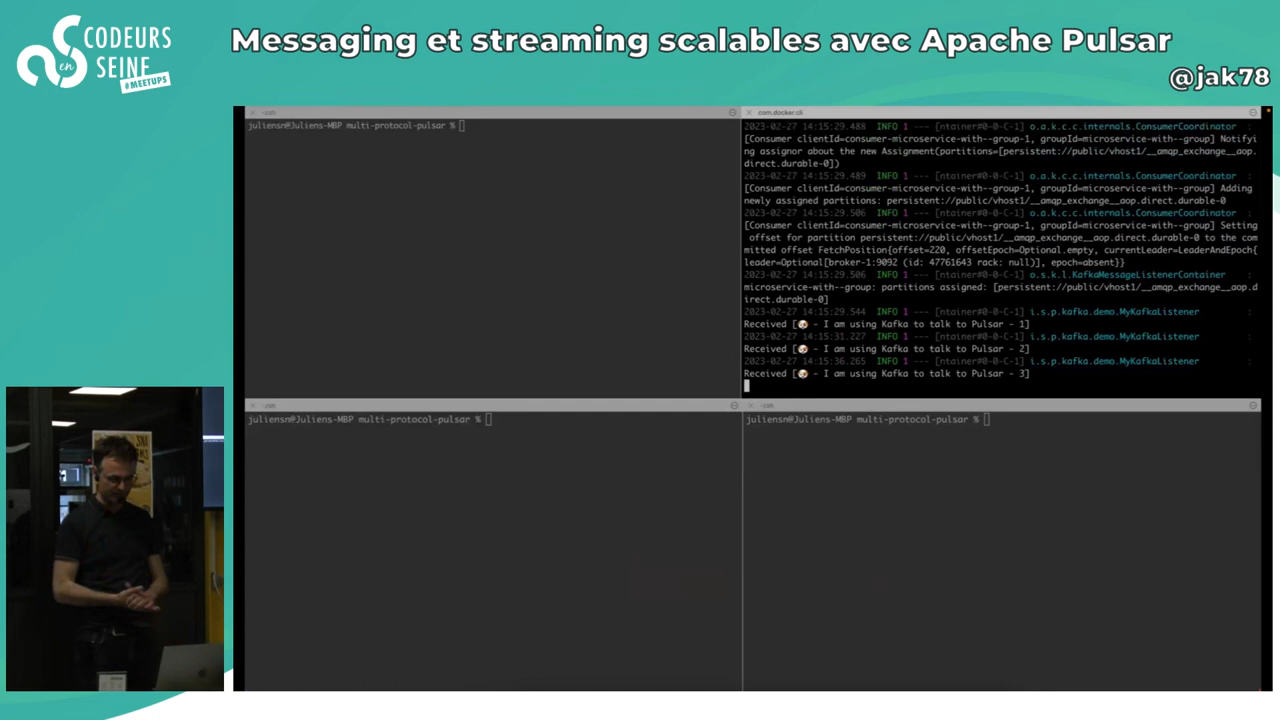 CODEURS
en
SEINE
#MEETUPS
Messaging et streaming scalables avec Apache Pulsar
@jak78
-zsh
juliensn@Juliens-MBP multi-protocol-pulsar %
com.docker.cli
2023-02-27 14:15:29.488 INFO 1 --- [ntainer#0-0-C-1] o.a.k.c.c.internals.ConsumerCoordinator :
[Consumer clientId=consumer-microservice-with--group-1, groupId=microservice-with--group] Notifyi
ng assignor about the new Assignment(partitions=[persistent://public/vhost1/__amqp_exchange__aop.
direct.durable-0])
2023-02-27 14:15:29.489 INFO 1 --- [ntainer#0-0-C-1] o.a.k.c.c.internals.ConsumerCoordinator :
[Consumer clientId=consumer-microservice-with--group-1, groupId=microservice-with--group] Adding
newly assigned partitions: persistent://public/vhost1/__amqp_exchange__aop.direct.durable-0
2023-02-27 14:15:29.506 INFO 1 --- [ntainer#0-0-C-1] o.a.k.c.c.internals.ConsumerCoordinator :
[Consumer clientId=consumer-microservice-with--group-1, groupId=microservice-with--group] Setting
offset for partition persistent://public/vhost1/__amqp_exchange__aop.direct.durable-0 to the com
mitted offset FetchPosition{offset=220, offsetEpoch=Optional.empty, currentLeader=LeaderAndEpoch{
leader=Optional[broker-1:9092 (id: 47761643 rack: null)], epoch=absent}}
2023-02-27 14:15:29.506 INFO 1 --- [ntainer#0-0-C-1] o.s.k.l.KafkaMessageListenerContainer :
microservice-with--group: partitions assigned: [persistent://public/vhost1/__amqp_exchange__aop.d
irect.durable-0]
2023-02-27 14:15:29.544 INFO 1 --- [ntainer#0-0-C-1] i.s.p.kafka.demo.MyKafkaListener :
Received [🐶 - I am using Kafka to talk to Pulsar - 1]
2023-02-27 14:15:31.227 INFO 1 --- [ntainer#0-0-C-1] i.s.p.kafka.demo.MyKafkaListener :
Received [🐶 - I am using Kafka to talk to Pulsar - 2]
2023-02-27 14:15:36.265 INFO 1 --- [ntainer#0-0-C-1] i.s.p.kafka.demo.MyKafkaListener :
Received [🐶 - I am using Kafka to talk to Pulsar - 3]
-zsh
juliensn@Juliens-MBP multi-protocol-pulsar %
-zsh
juliensn@Juliens-MBP multi-protocol-pulsar %